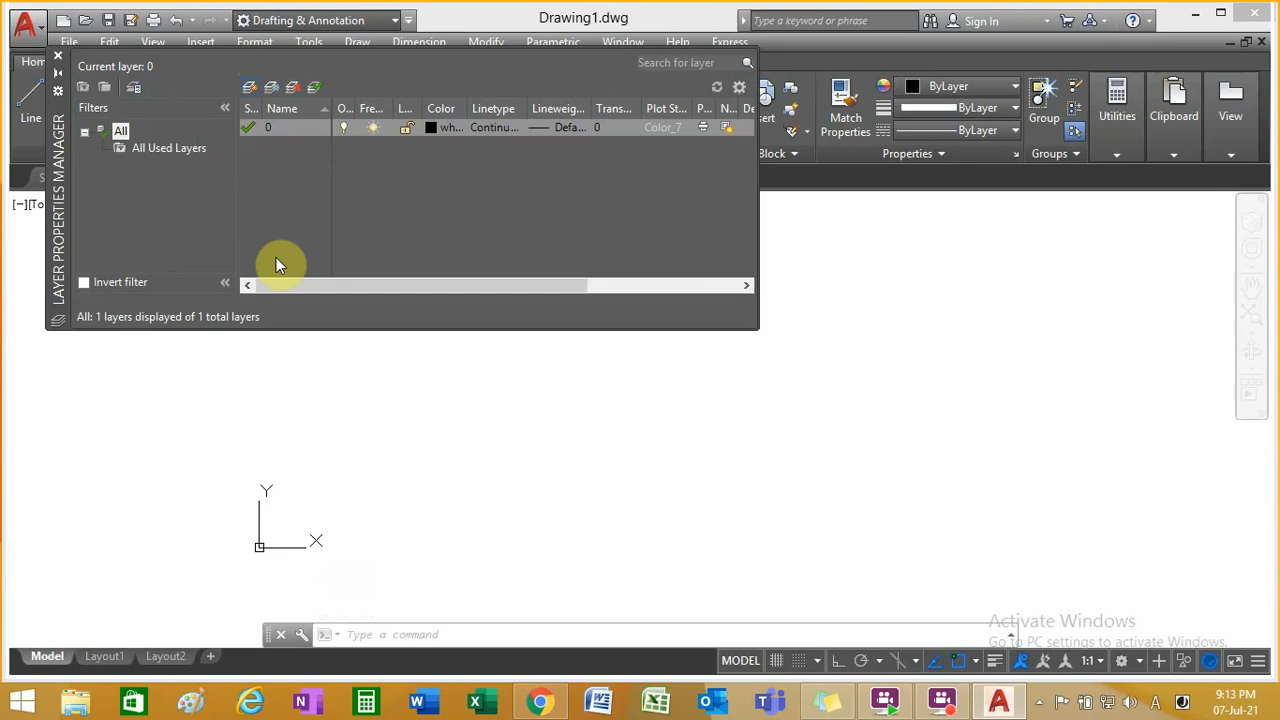 Drafting & Annotation
Drawing1.dwg
Type a keyword or phrase
Sign In
File Edit View Insert Format Tools Draw Dimension Modify Parametric Window Help Express
Current layer: 0
Search for layer
Filters
S... Name O... Fre... L... Color Linetype Lineweig... Trans... Plot St... P... N... De
0 wh... Continu... Defa... 0 Color_7
All
All Used Layers
Invert filter
All: 1 layers displayed of 1 total layers
LAYER PROPERTIES MANAGER
Line
Block
Match
Properties
ByLayer
ByLayer
ByLayer
Properties
Group
Groups
Utilities
Clipboard
View
[−][To
Y
X
Activate Windows
Go to PC settings to activate Windows.
Type a command
Model Layout1 Layout2 +
MODEL 1:1
9:13 PM
07-Jul-21